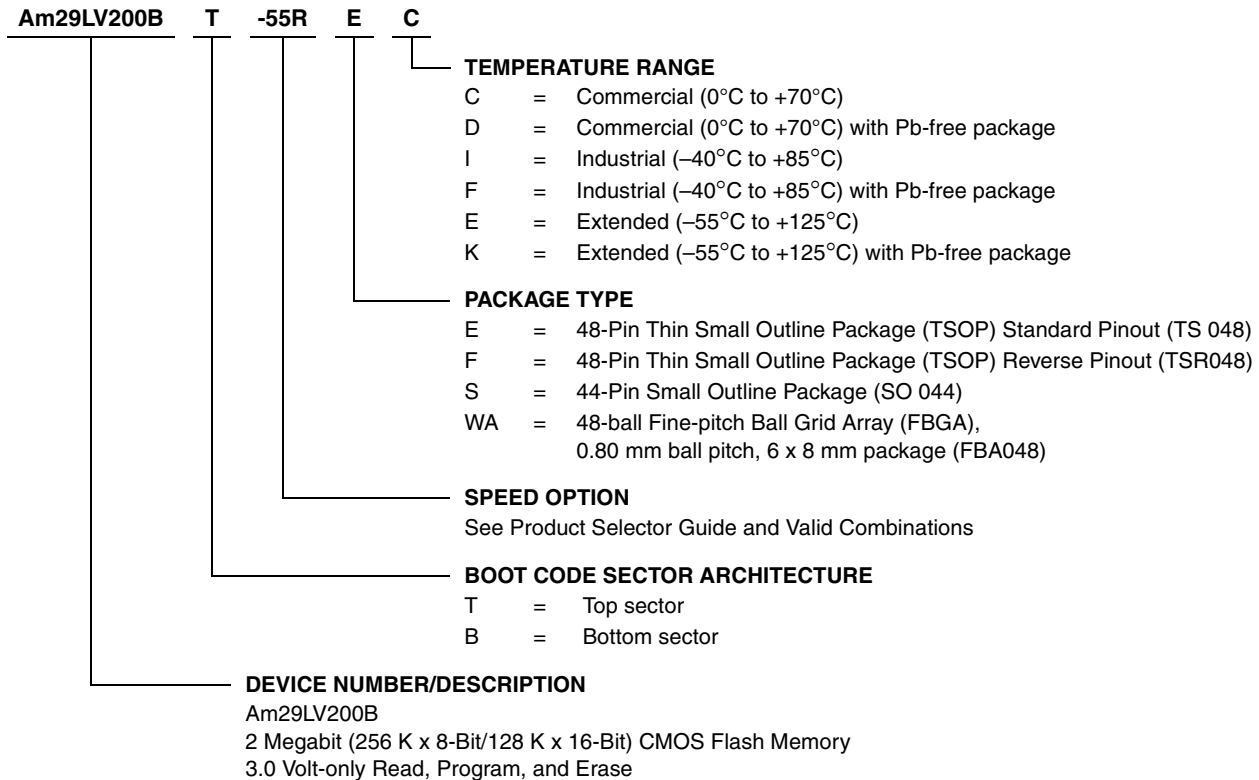 Am29LV200B T -55R E C
TEMPERATURE RANGE
C = Commercial (0°C to +70°C)
D = Commercial (0°C to +70°C) with Pb-free package
I = Industrial (–40°C to +85°C)
F = Industrial (–40°C to +85°C) with Pb-free package
E = Extended (–55°C to +125°C)
K = Extended (–55°C to +125°C) with Pb-free package
PACKAGE TYPE
E = 48-Pin Thin Small Outline Package (TSOP) Standard Pinout (TS 048)
F = 48-Pin Thin Small Outline Package (TSOP) Reverse Pinout (TSR048)
S = 44-Pin Small Outline Package (SO 044)
WA = 48-ball Fine-pitch Ball Grid Array (FBGA),
0.80 mm ball pitch, 6 x 8 mm package (FBA048)
SPEED OPTION
See Product Selector Guide and Valid Combinations
BOOT CODE SECTOR ARCHITECTURE
T = Top sector
B = Bottom sector
DEVICE NUMBER/DESCRIPTION
Am29LV200B
2 Megabit (256 K x 8-Bit/128 K x 16-Bit) CMOS Flash Memory
3.0 Volt-only Read, Program, and Erase